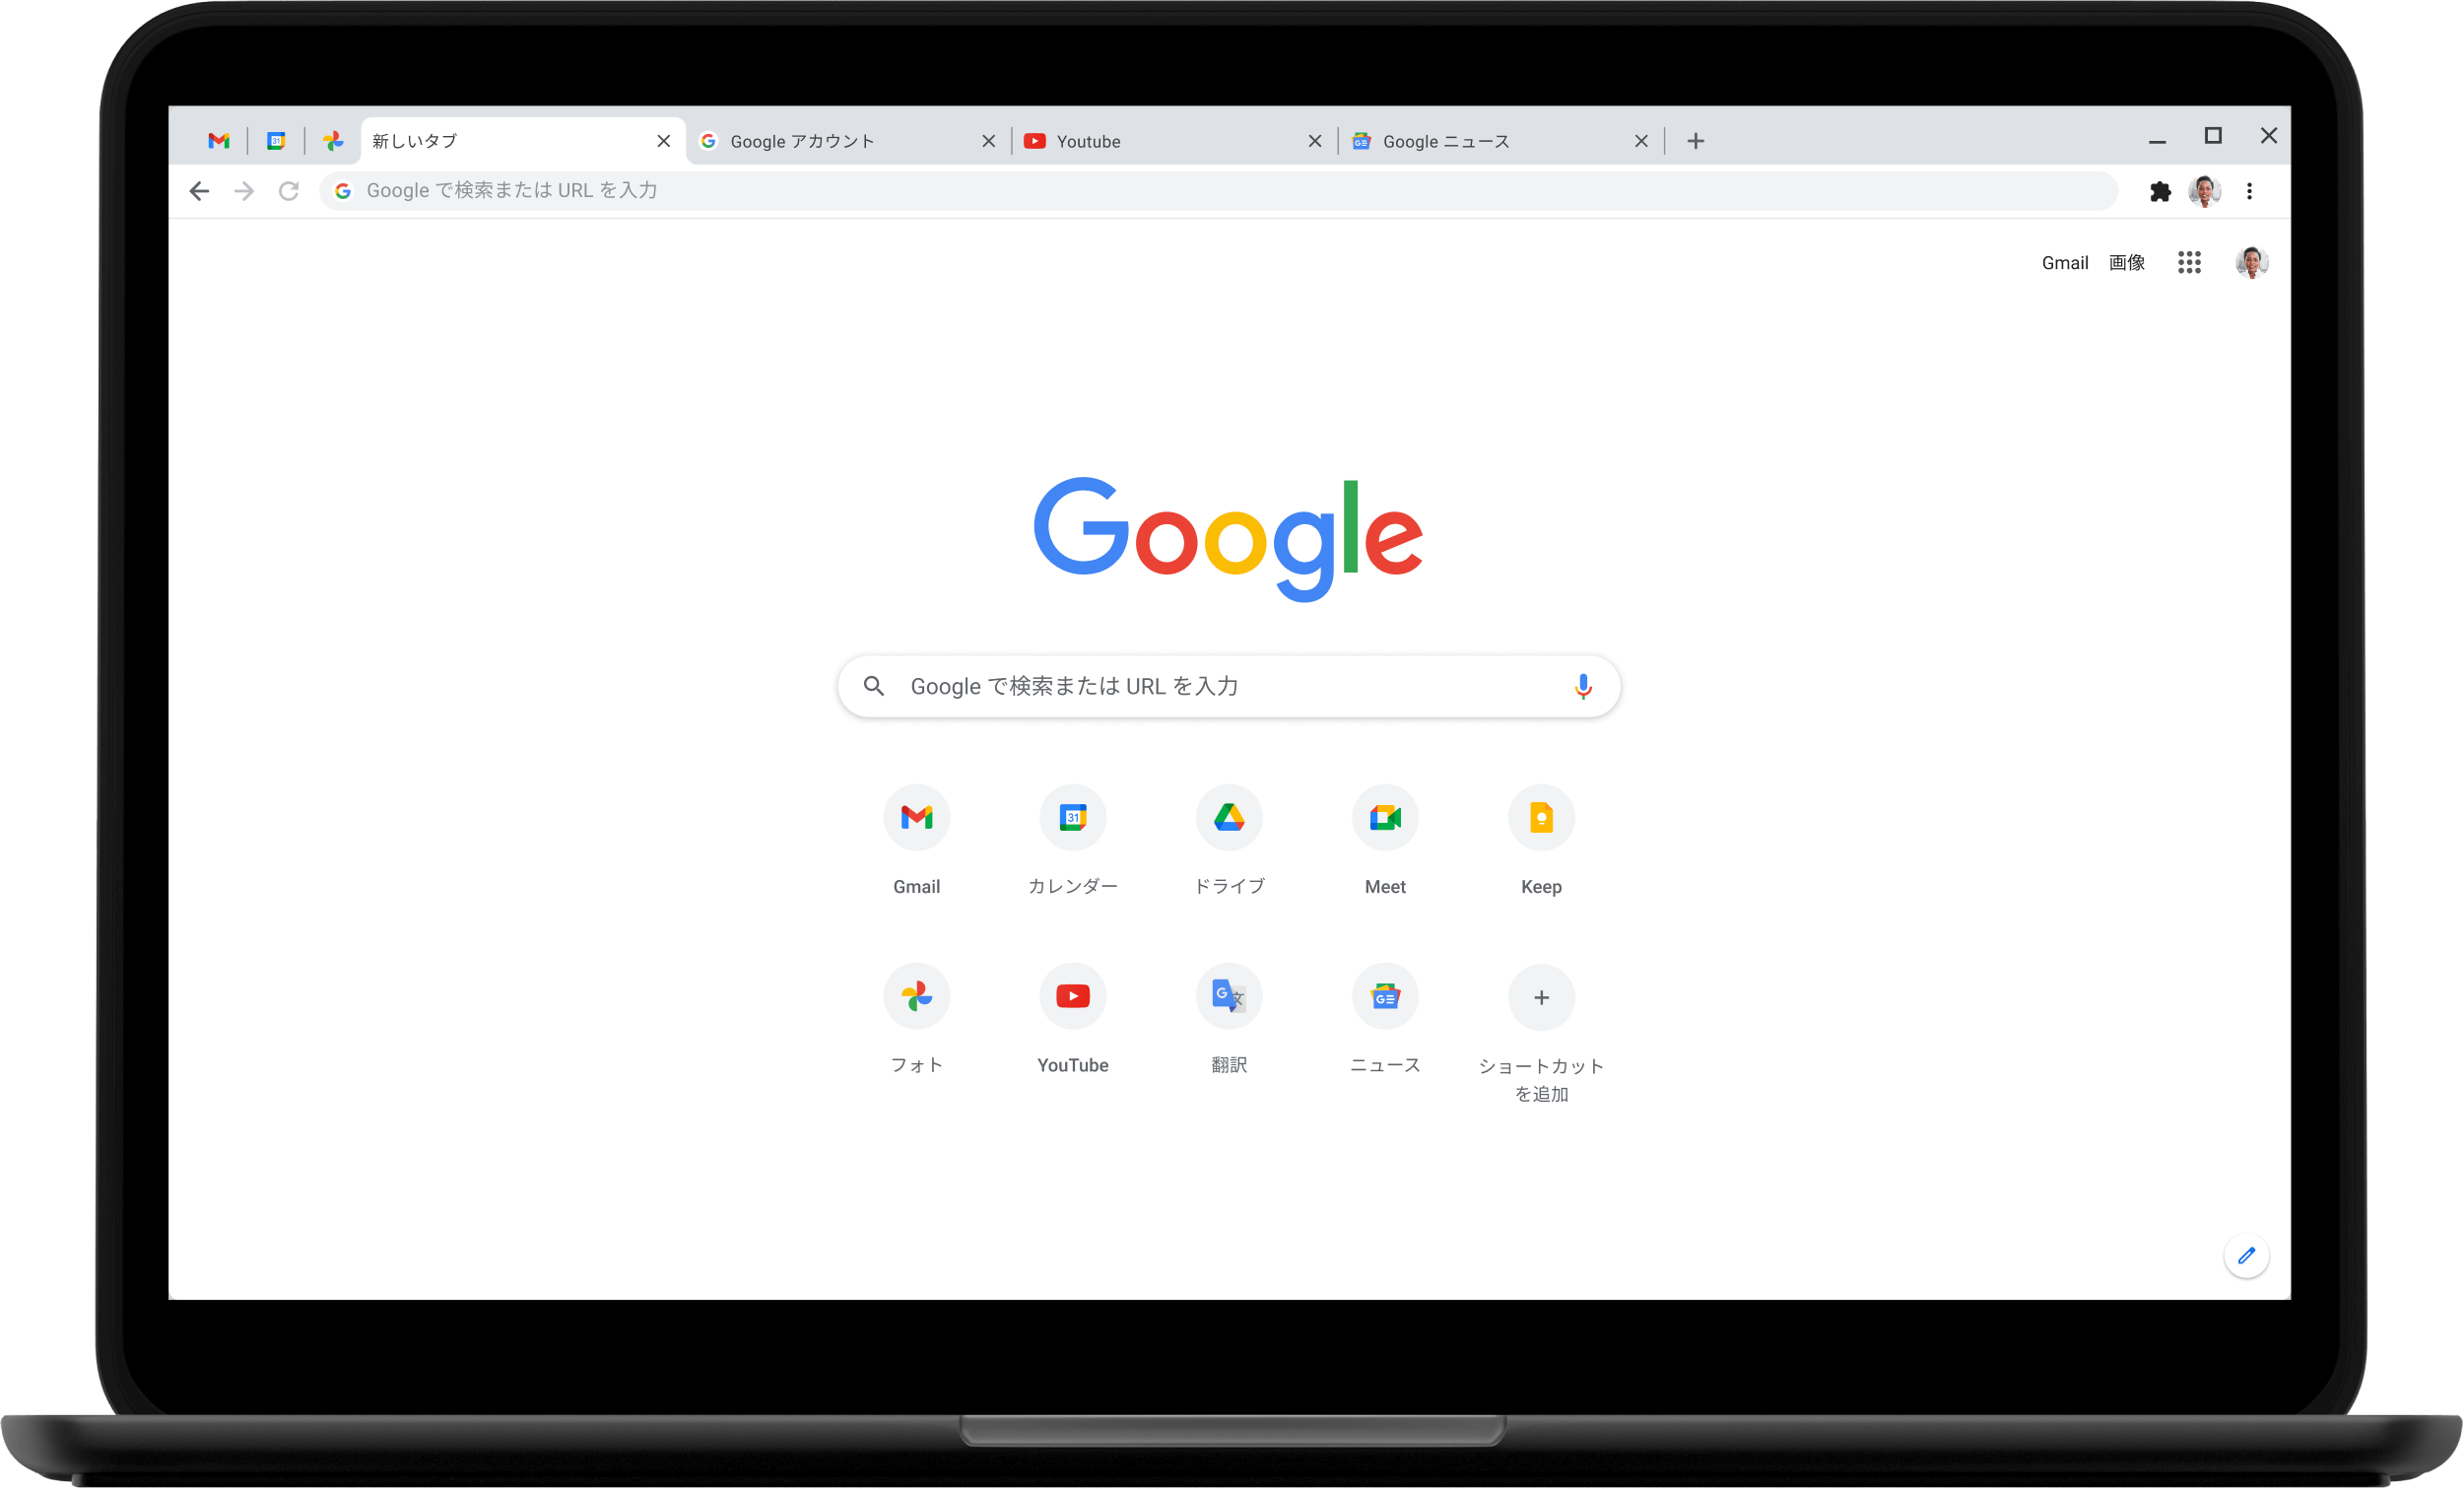 新しいタブ
Google アカウント
Youtube
Google ニュース
Google で検索または URL を入力
Gmail 画像
Google
Google で検索または URL を入力
Gmail カレンダー ドライブ Meet Keep
フォト YouTube 翻訳 ニュース ショートカット
を追加